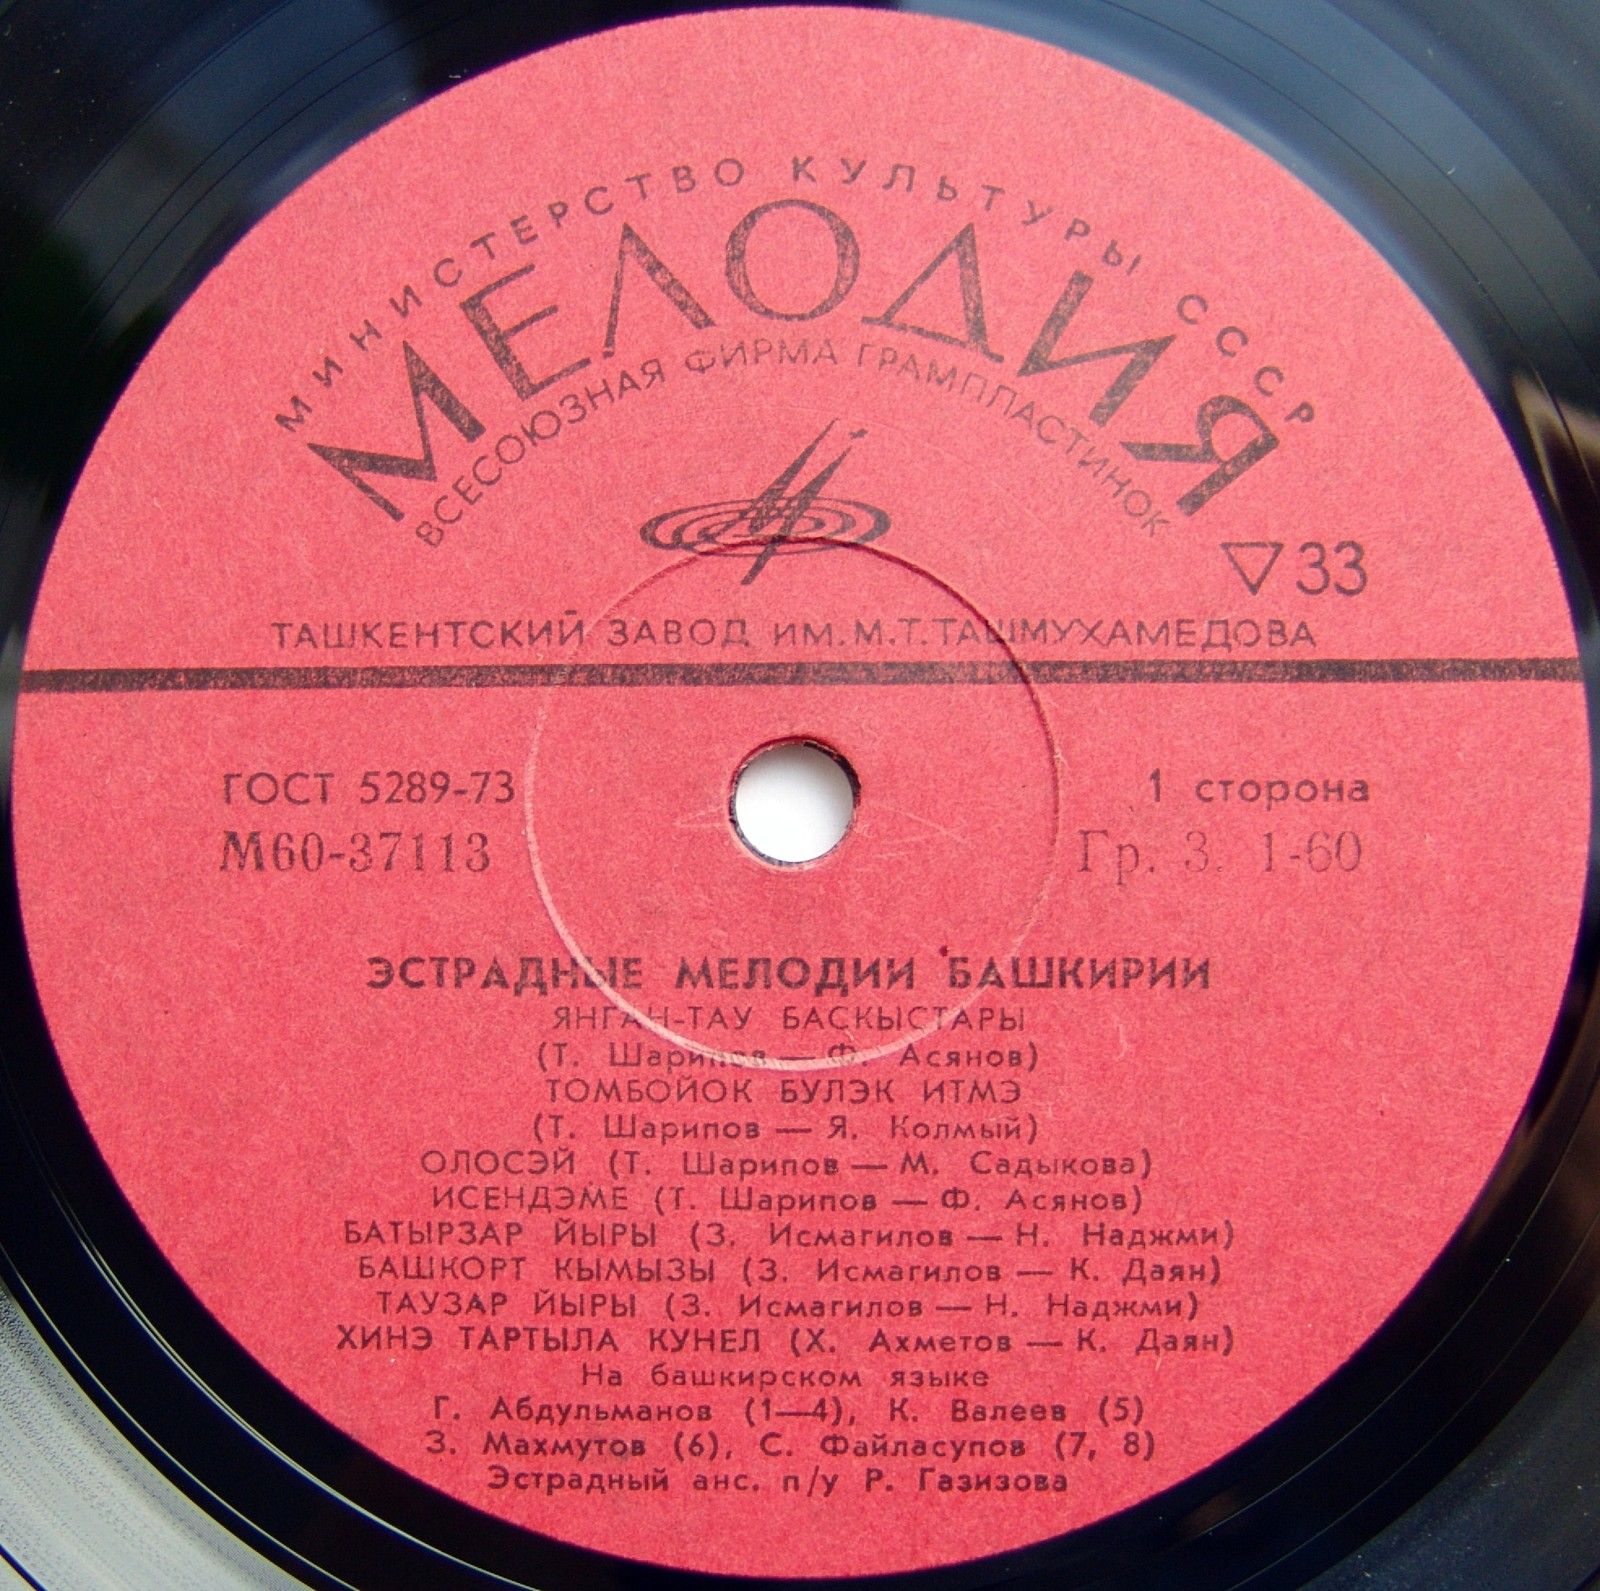 МИНИСТЕРСТВО КУЛЬТУРЫ СССР
МЕЛОДИЯ
ВСЕСОЮЗНАЯ ФИРМА ГРАМПЛАСТИНОК
33
ТАШКЕНТСКИЙ ЗАВОД ИМ. М.Т. ТАШМУХАМЕДОВА
ГОСТ 5289-73
1 сторона
М60-37113
Гр. 3. 1-60
ЭСТРАДНЫЕ МЕЛОДИИ БАШКИРИИ
ЯНГАН-ТАУ БАСКЫСТАРЫ
(Т. Шарипов — Ф. Асянов)
ТОМБОЙОК БУЛЭК ИТМЭ
(Т. Шарипов — Я. Колмый)
ОЛОСЭЙ (Т. Шарипов — М. Садыкова)
ИСЕНДЭМЕ (Т. Шарипов — Ф. Асянов)
БАТЫРЗАР ЙЫРЫ (З. Исмагилов — Н. Наджми)
БАШКОРТ КЫМЫЗЫ (З. Исмагилов — К. Даян)
ТАУЗАР ЙЫРЫ (З. Исмагилов — Н. Наджми)
ХИНЭ ТАРТЫЛА КУНЕЛ (Х. Ахметов — К. Даян)
На башкирском языке
Г. Абдульманов (1—4), К. Валеев (5)
З. Махмутов (6), С. Файласупов (7, 8)
Эстрадный анс. п/у Р. Газизова